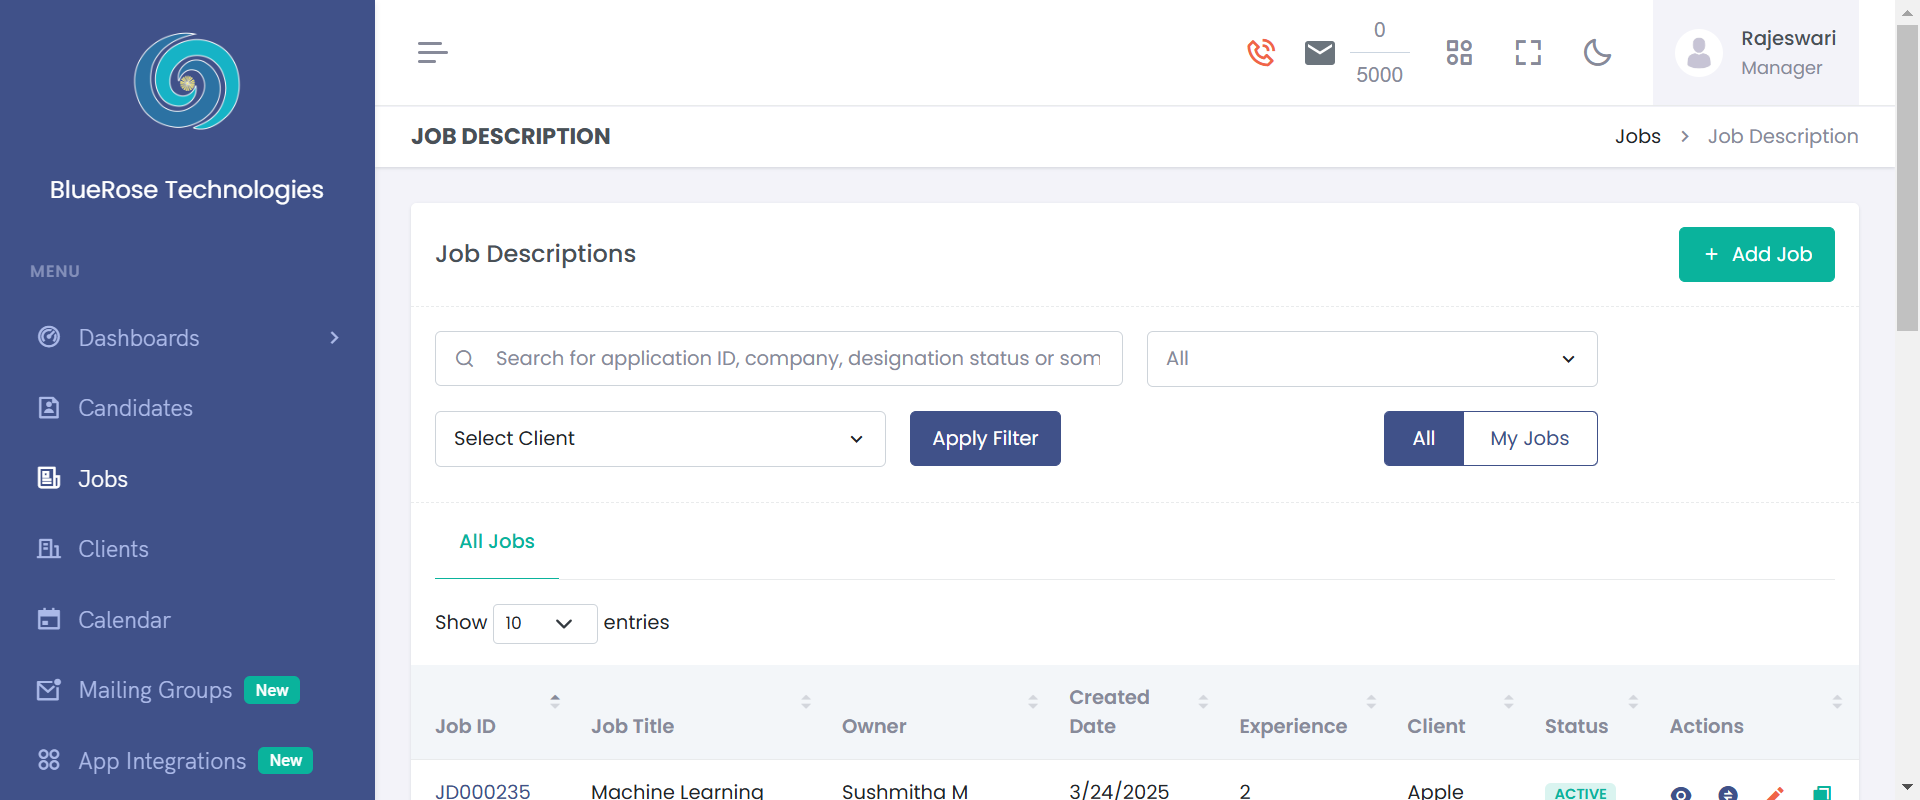 BlueRose Technologies
MENU
Dashboards
Candidates
Jobs
Clients
Calendar
Mailing Groups New
App Integrations New
0
5000
Rajeswari
Manager
JOB DESCRIPTION
Jobs > Job Description
Job Descriptions
+ Add Job
Search for application ID, company, designation status or som
All
Select Client
Apply Filter
All My Jobs
All Jobs
Show 10 entries
Job ID Job Title Owner Created Date Experience Client Status Actions
JD000235 Machine Learning Sushmitha M 3/24/2025 2 Apple ACTIVE